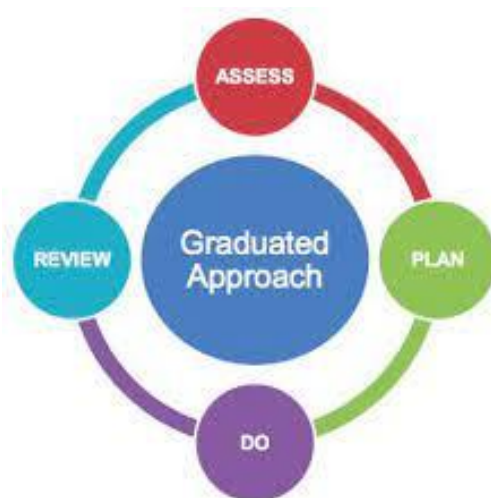 ASSESS
REVIEW
Graduated
Approach
PLAN
DO